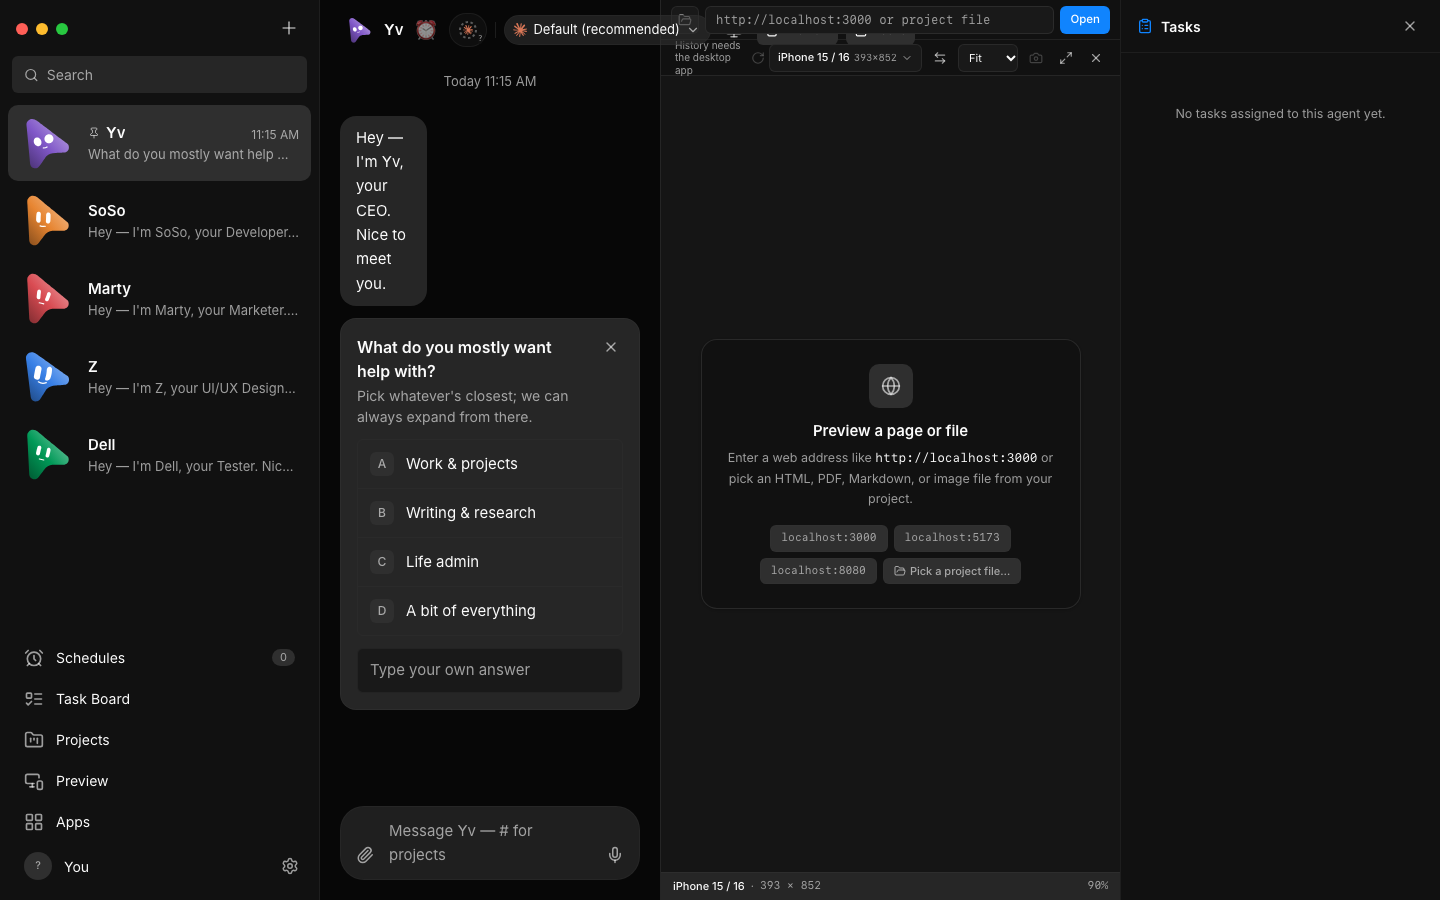 Search
Yv
11:15 AM
What do you mostly want help ...
SoSo
Hey — I'm SoSo, your Developer...
Marty
Hey — I'm Marty, your Marketer....
Z
Hey — I'm Z, your UI/UX Design...
Dell
Hey — I'm Dell, your Tester. Nic...
Schedules
0
Task Board
Projects
Preview
Apps
?
You
Yv
Default (recommended)
Today 11:15 AM
Hey —
I'm Yv,
your
CEO.
Nice to
meet
you.
What do you mostly want
help with?
Pick whatever's closest; we can
always expand from there.
A
Work & projects
B
Writing & research
C
Life admin
D
A bit of everything
Type your own answer
Message Yv — # for
projects
http://localhost:3000 or project file
Open
History needs
the desktop
app
iPhone 15 / 16 393×852
Fit
Preview a page or file
Enter a web address like http://localhost:3000 or
pick an HTML, PDF, Markdown, or image file from your
project.
localhost:3000
localhost:5173
localhost:8080
Pick a project file...
iPhone 15 / 16 · 393 × 852
90%
Tasks
No tasks assigned to this agent yet.